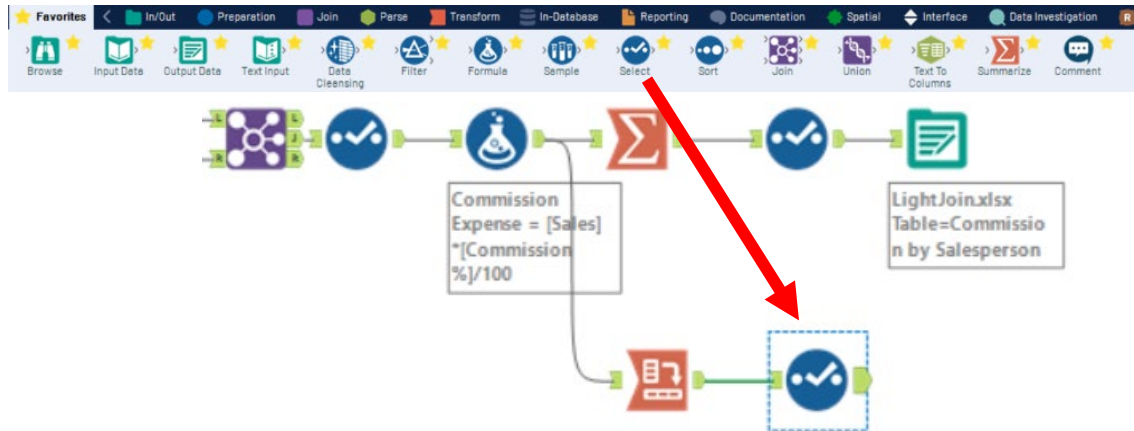 Favorites In/Out Preparation Join Parse Transform In-Database Reporting Documentation Spatial Interface Data Investigation R
Browse Input Data Output Data Text Input Data Cleansing Filter Formula Sample Select Sort Join Union Text To Columns Summarize Comment
L L
J
R R
Commission
Expense = [Sales]
*[Commission
%]/100
LightJoin.xlsx
Table=Commissio
n by Salesperson